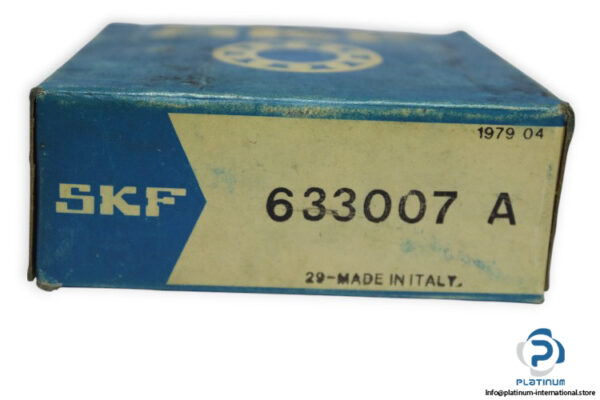 1979 04
SKF
633007 A
29-MADE IN ITALY.
PLATINUM
Info@platinum-international.store